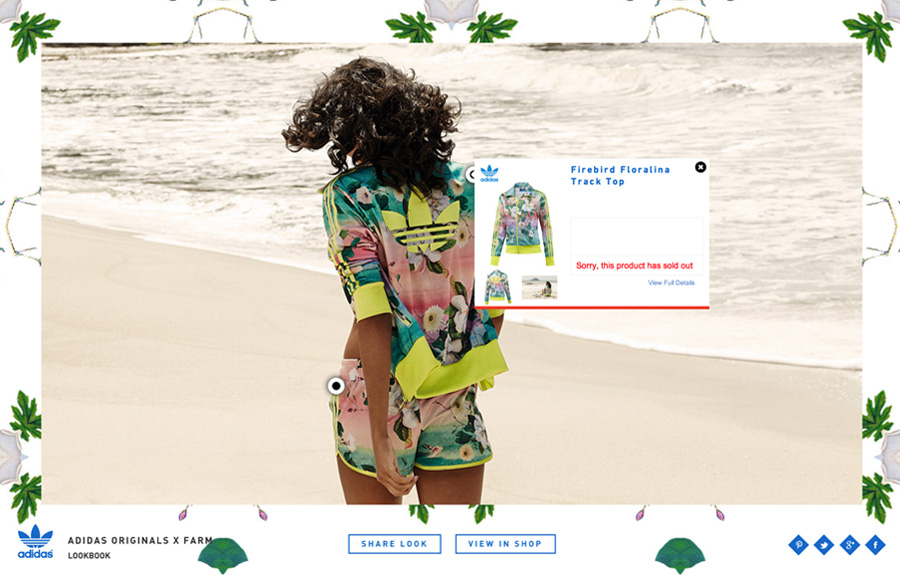 adidas
Firebird Floralina
Track Top
Sorry, this product has sold out
View Full Details
adidas
ADIDAS ORIGINALS X FARM
LOOKBOOK
SHARE LOOK
VIEW IN SHOP